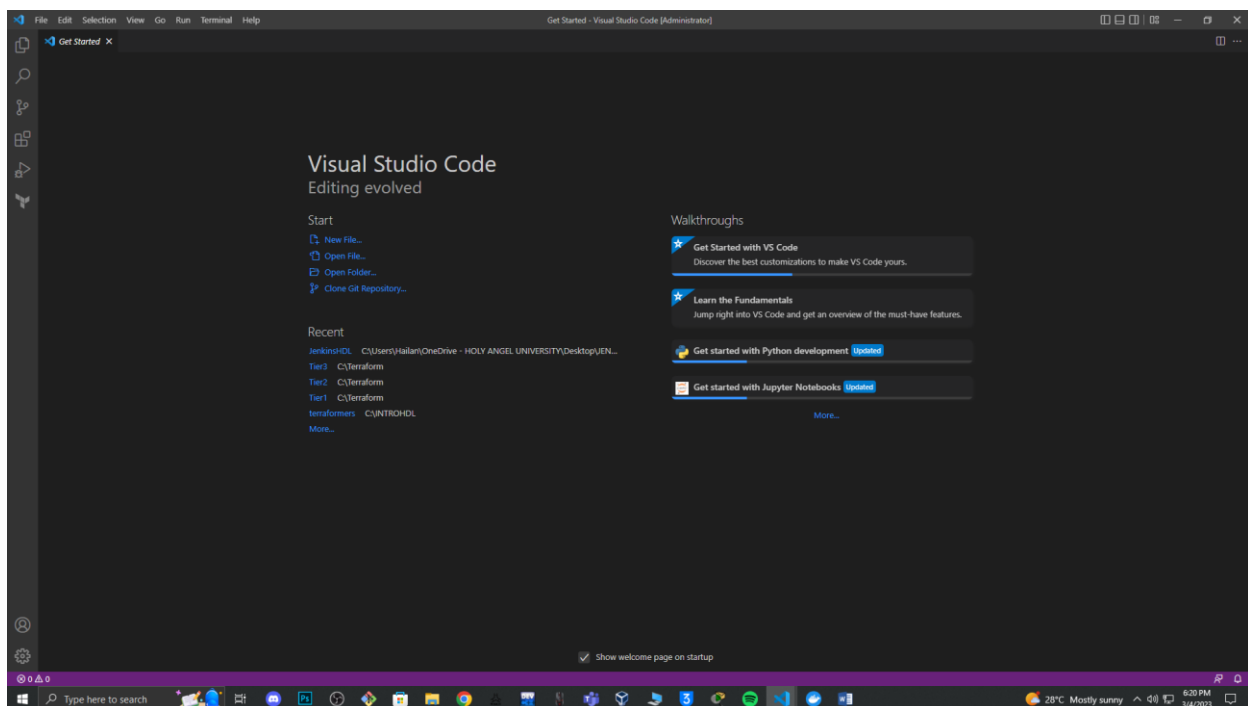 File Edit Selection View Go Run Terminal Help
Get Started - Visual Studio Code [Administrator]
Get Started
Visual Studio Code
Editing evolved
Start
New File...
Open File...
Open Folder...
Clone Git Repository...
Recent
JenkinsHDL C:\Users\Hailan\OneDrive - HOLY ANGEL UNIVERSITY\Desktop\JEN...
Tier3 C:\Terraform
Tier2 C:\Terraform
Tier1 C:\Terraform
terraformers C:\INTROHDL
More...
Walkthroughs
Get Started with VS Code
Discover the best customizations to make VS Code yours.
Learn the Fundamentals
Jump right into VS Code and get an overview of the must-have features.
Get started with Python development Updated
Get started with Jupyter Notebooks Updated
More...
Show welcome page on startup
0 0
Type here to search
Ps
28°C Mostly sunny
6:20 PM
3/4/2023